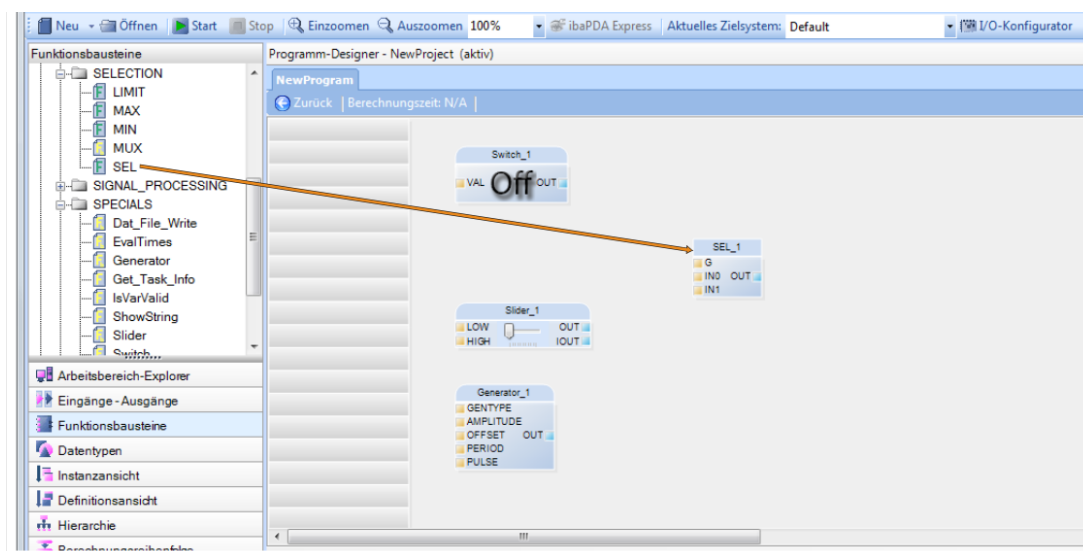 Neu Öffnen Start Stop Einzoomen Auszoomen 100% ibaPDA Express Aktuelles Zielsystem: Default I/O-Konfigurator
Funktionsbausteine
SELECTION
LIMIT
MAX
MIN
MUX
SEL
SIGNAL_PROCESSING
SPECIALS
Dat_File_Write
EvalTimes
Generator
Get_Task_Info
IsVarValid
ShowString
Slider
Switch
Arbeitsbereich-Explorer
Eingänge - Ausgänge
Funktionsbausteine
Datentypen
Instanzansicht
Definitionsansicht
Hierarchie
Berechnungsreihenfolge
Programm-Designer - NewProject (aktiv)
NewProgram
Zurück Berechnungszeit: N/A
Switch_1
VAL Off OUT
SEL_1
G
IN0 OUT
IN1
Slider_1
LOW OUT
HIGH IOUT
Generator_1
GENTYPE
AMPLITUDE
OFFSET OUT
PERIOD
PULSE